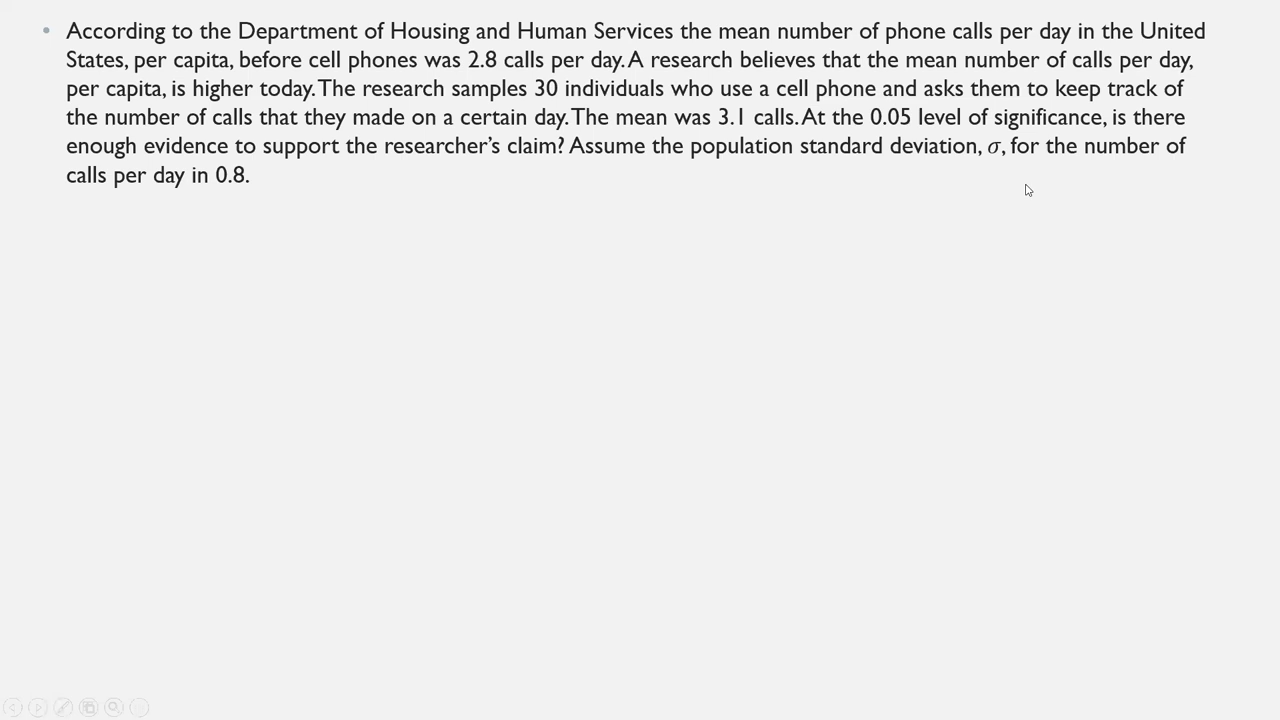 According to the Department of Housing and Human Services the mean number of phone calls per day in the United
States, per capita, before cell phones was 2.8 calls per day. A research believes that the mean number of calls per day,
per capita, is higher today. The research samples 30 individuals who use a cell phone and asks them to keep track of
the number of calls that they made on a certain day. The mean was 3.1 calls. At the 0.05 level of significance, is there
enough evidence to support the researcher’s claim? Assume the population standard deviation, σ, for the number of
calls per day in 0.8.